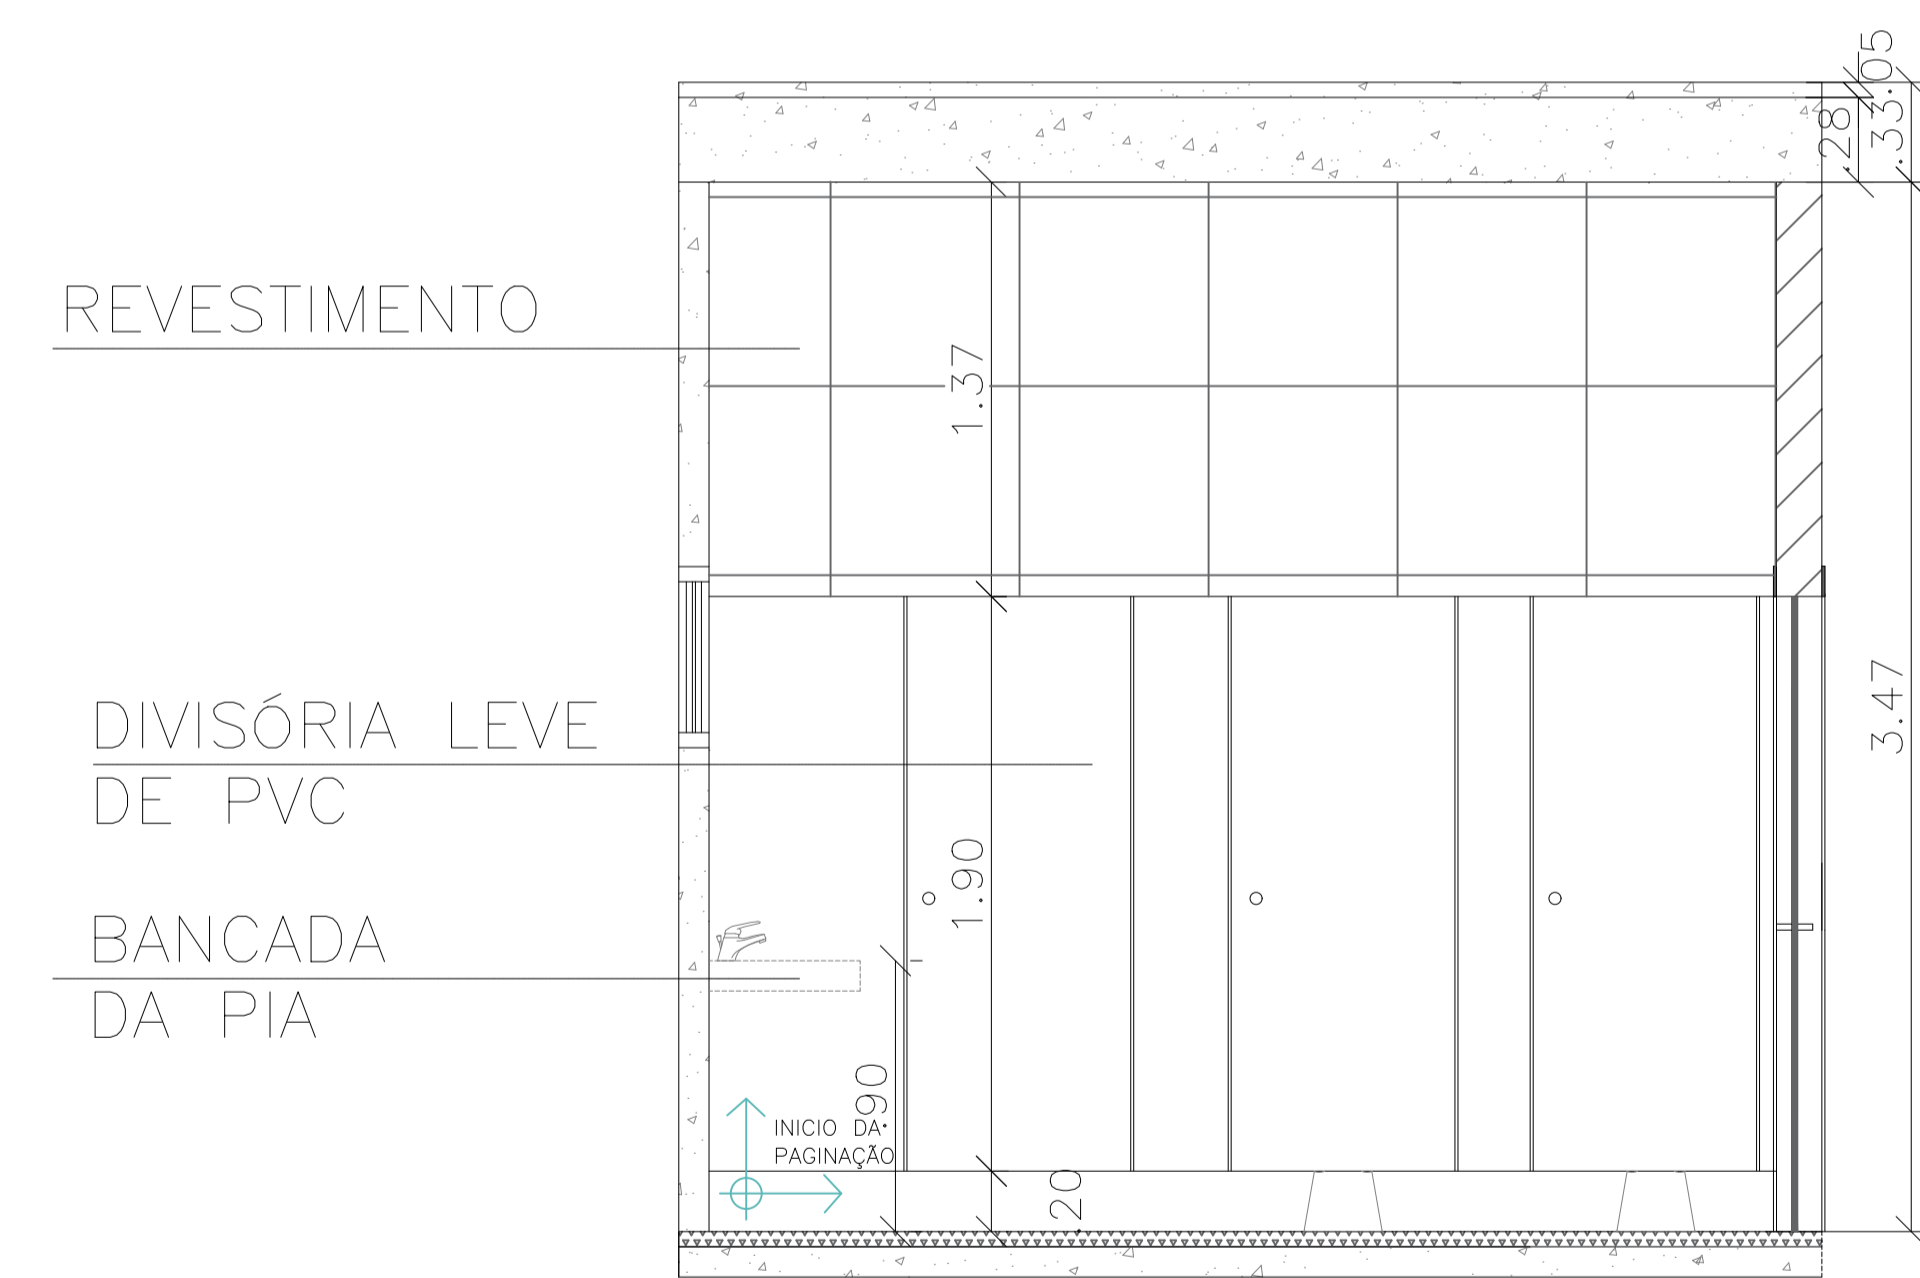 .05
.28
.33
REVESTIMENTO
1.37
3.47
DIVISÓRIA LEVE
DE PVC
1.90
BANCADA
DA PIA
.90
INICIO DA
PAGINAÇÃO
.20